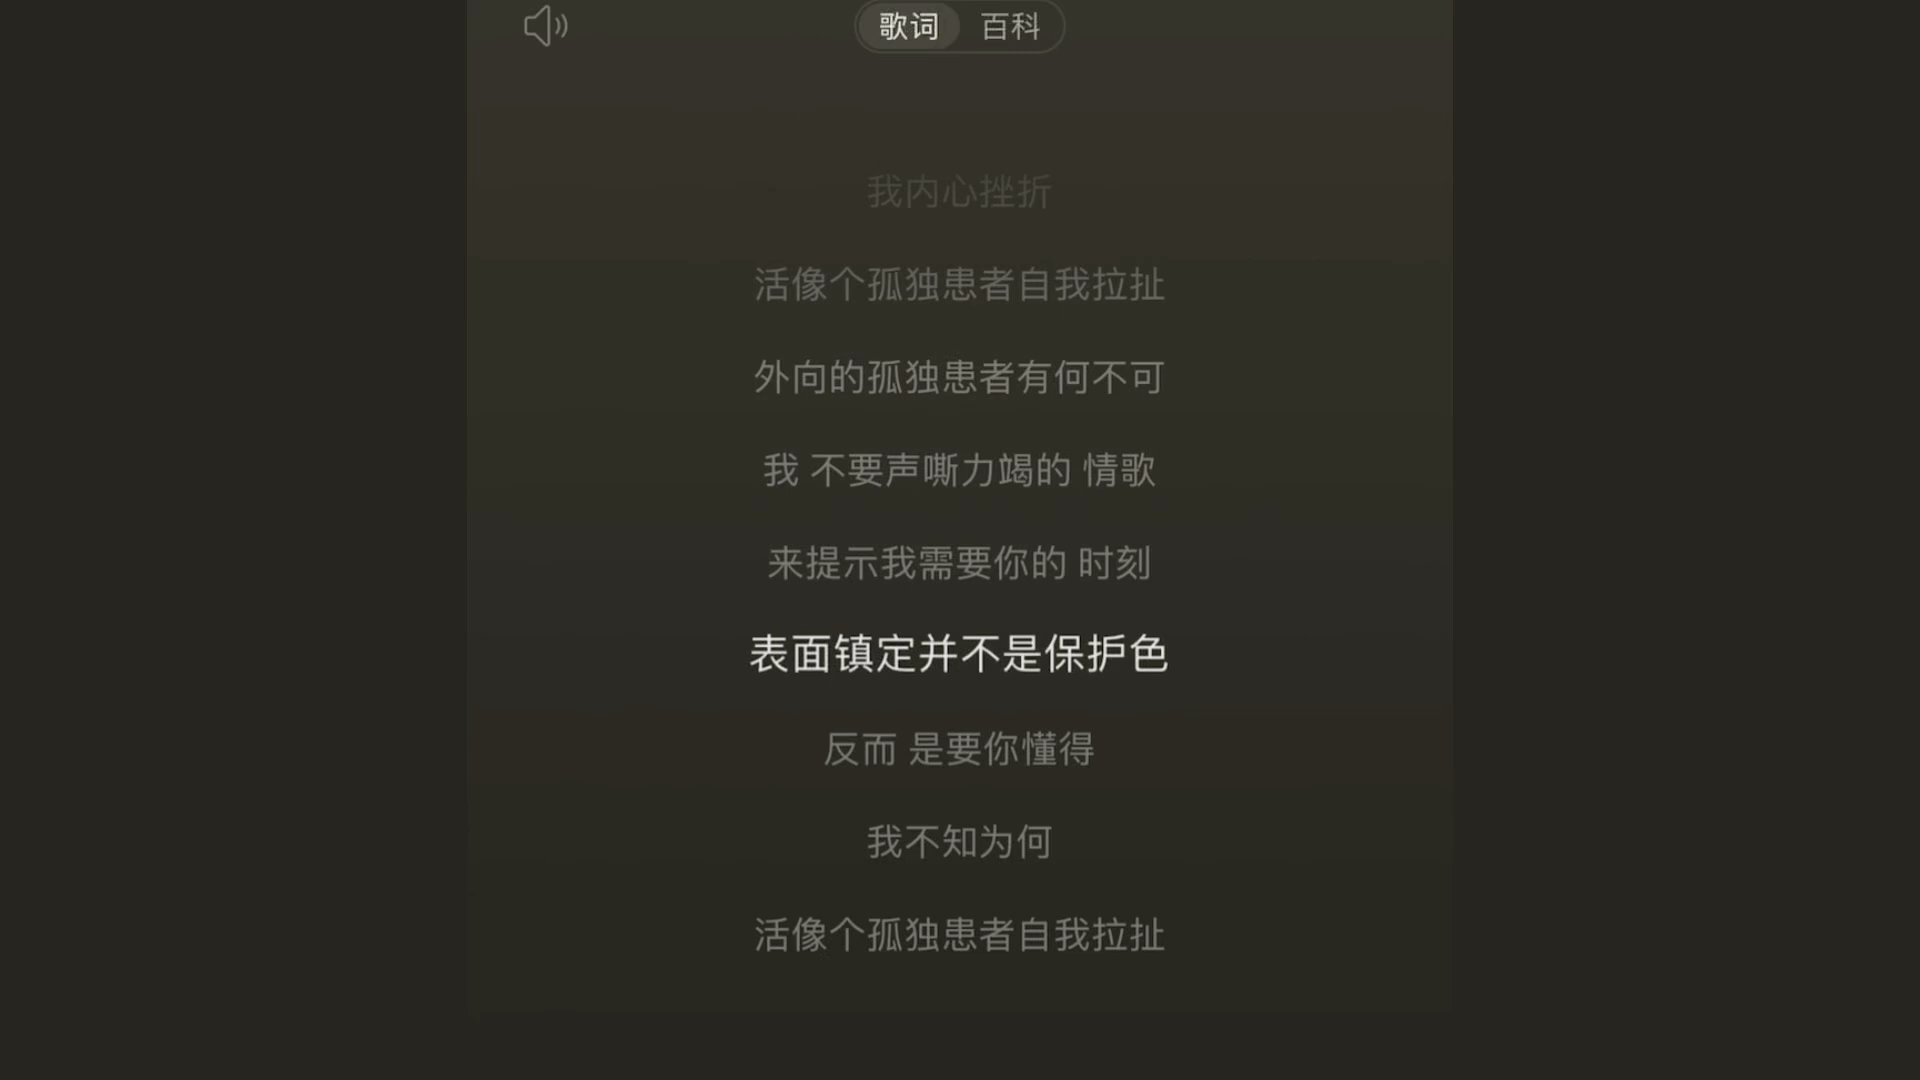 歌词 百科
我内心挫折
活像个孤独患者自我拉扯
外向的孤独患者有何不可
我 不要声嘶力竭的 情歌
来提示我需要你的 时刻
表面镇定并不是保护色
反而 是要你懂得
我不知为何
活像个孤独患者自我拉扯